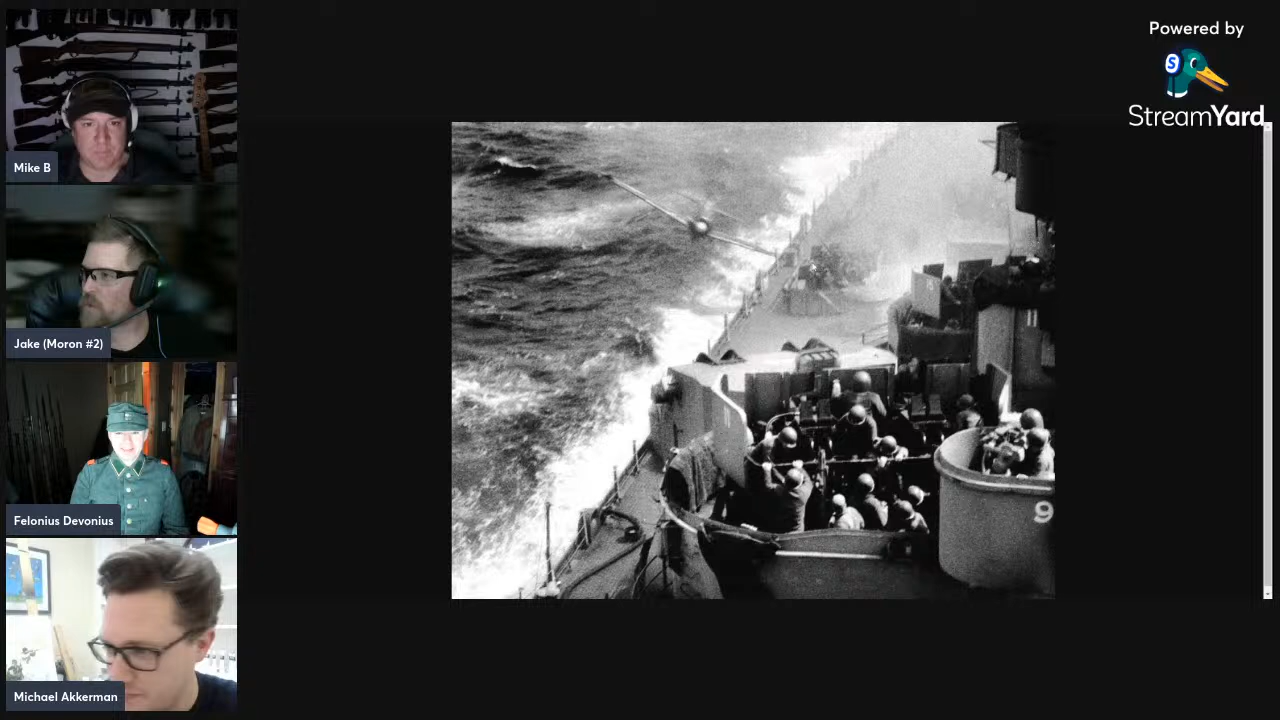 Mike B
Jake (Moron #2)
Felonius Devonius
Michael Akkerman
Powered by
S
StreamYard
9